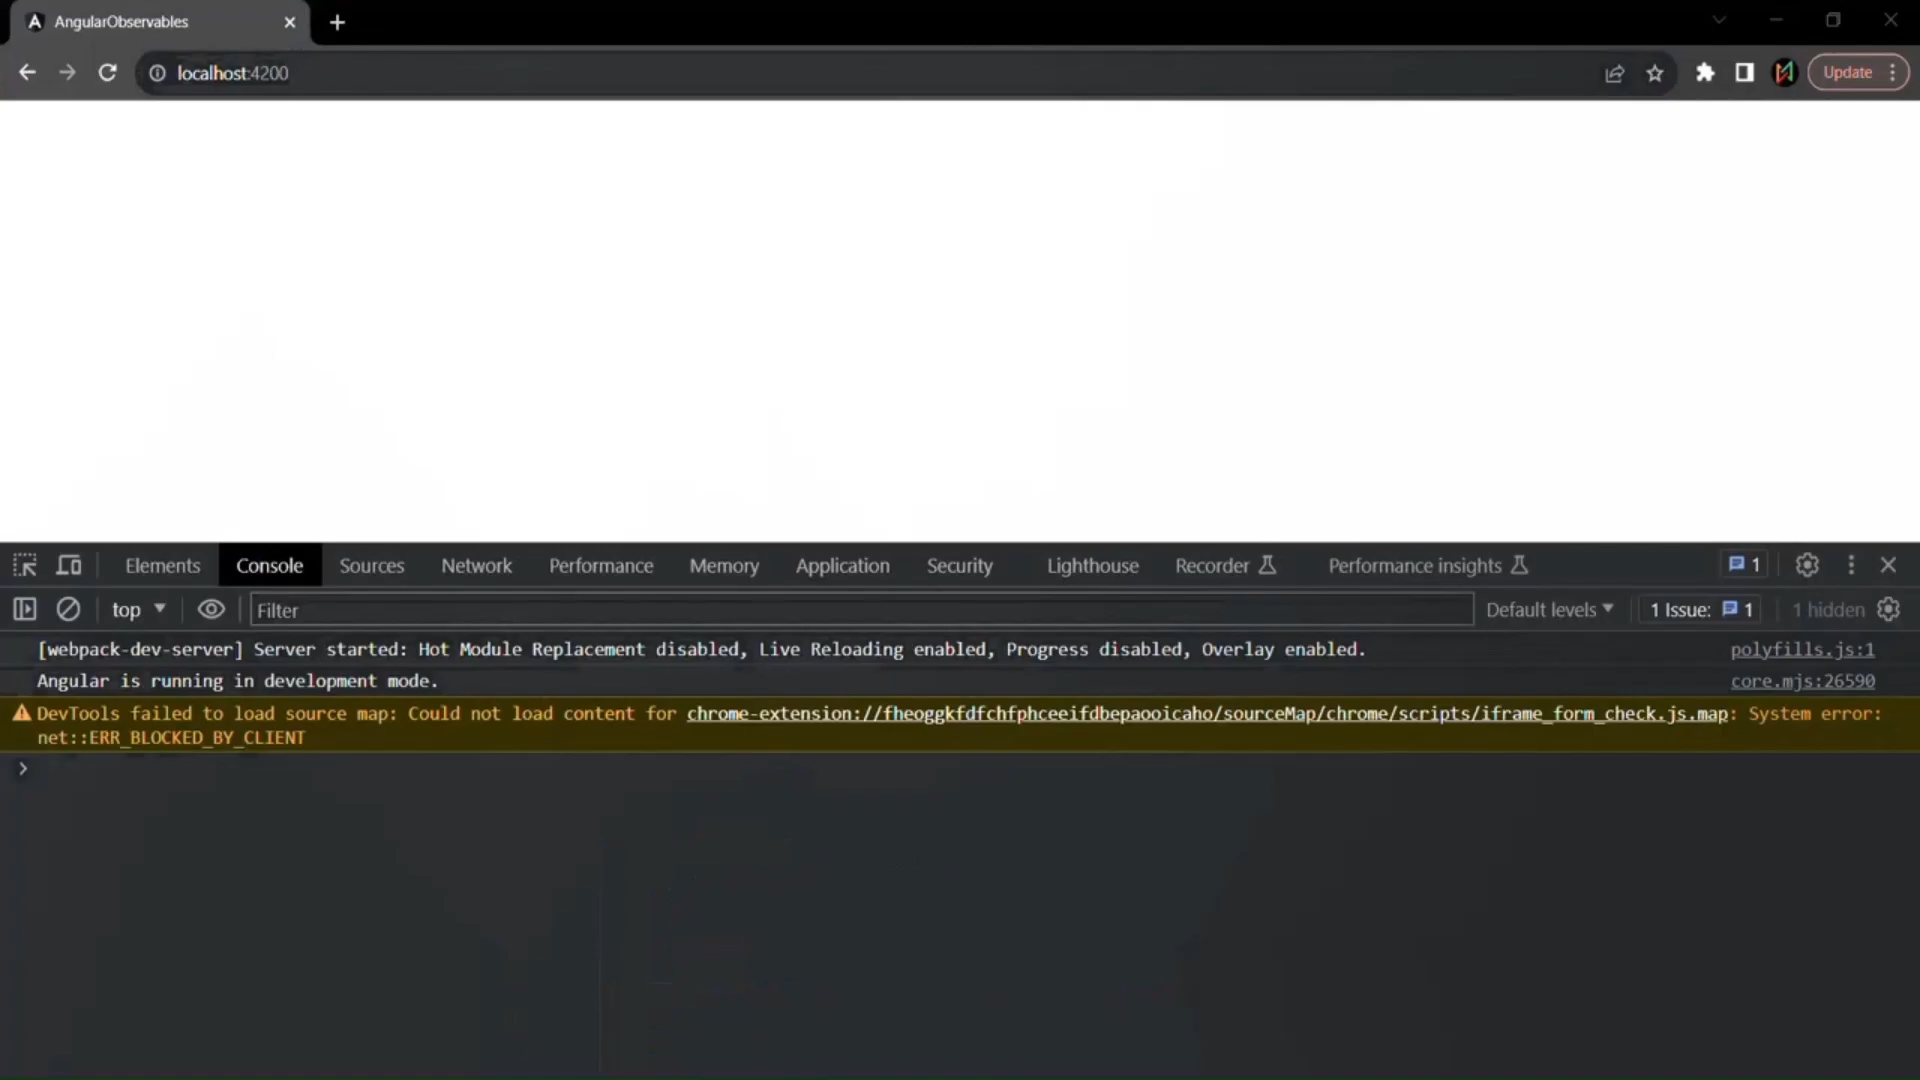 AngularObservables
localhost:4200
Update
Elements Console Sources Network Performance Memory Application Security Lighthouse Recorder Performance insights 1
top Filter Default levels 1 Issue: 1 1 hidden
[webpack-dev-server] Server started: Hot Module Replacement disabled, Live Reloading enabled, Progress disabled, Overlay enabled. polyfills.js:1
Angular is running in development mode. core.mjs:26590
DevTools failed to load source map: Could not load content for chrome-extension://fheoggkfdfchfphceeifdbepaooicaho/sourceMap/chrome/scripts/iframe_form_check.js.map: System error:
net::ERR_BLOCKED_BY_CLIENT